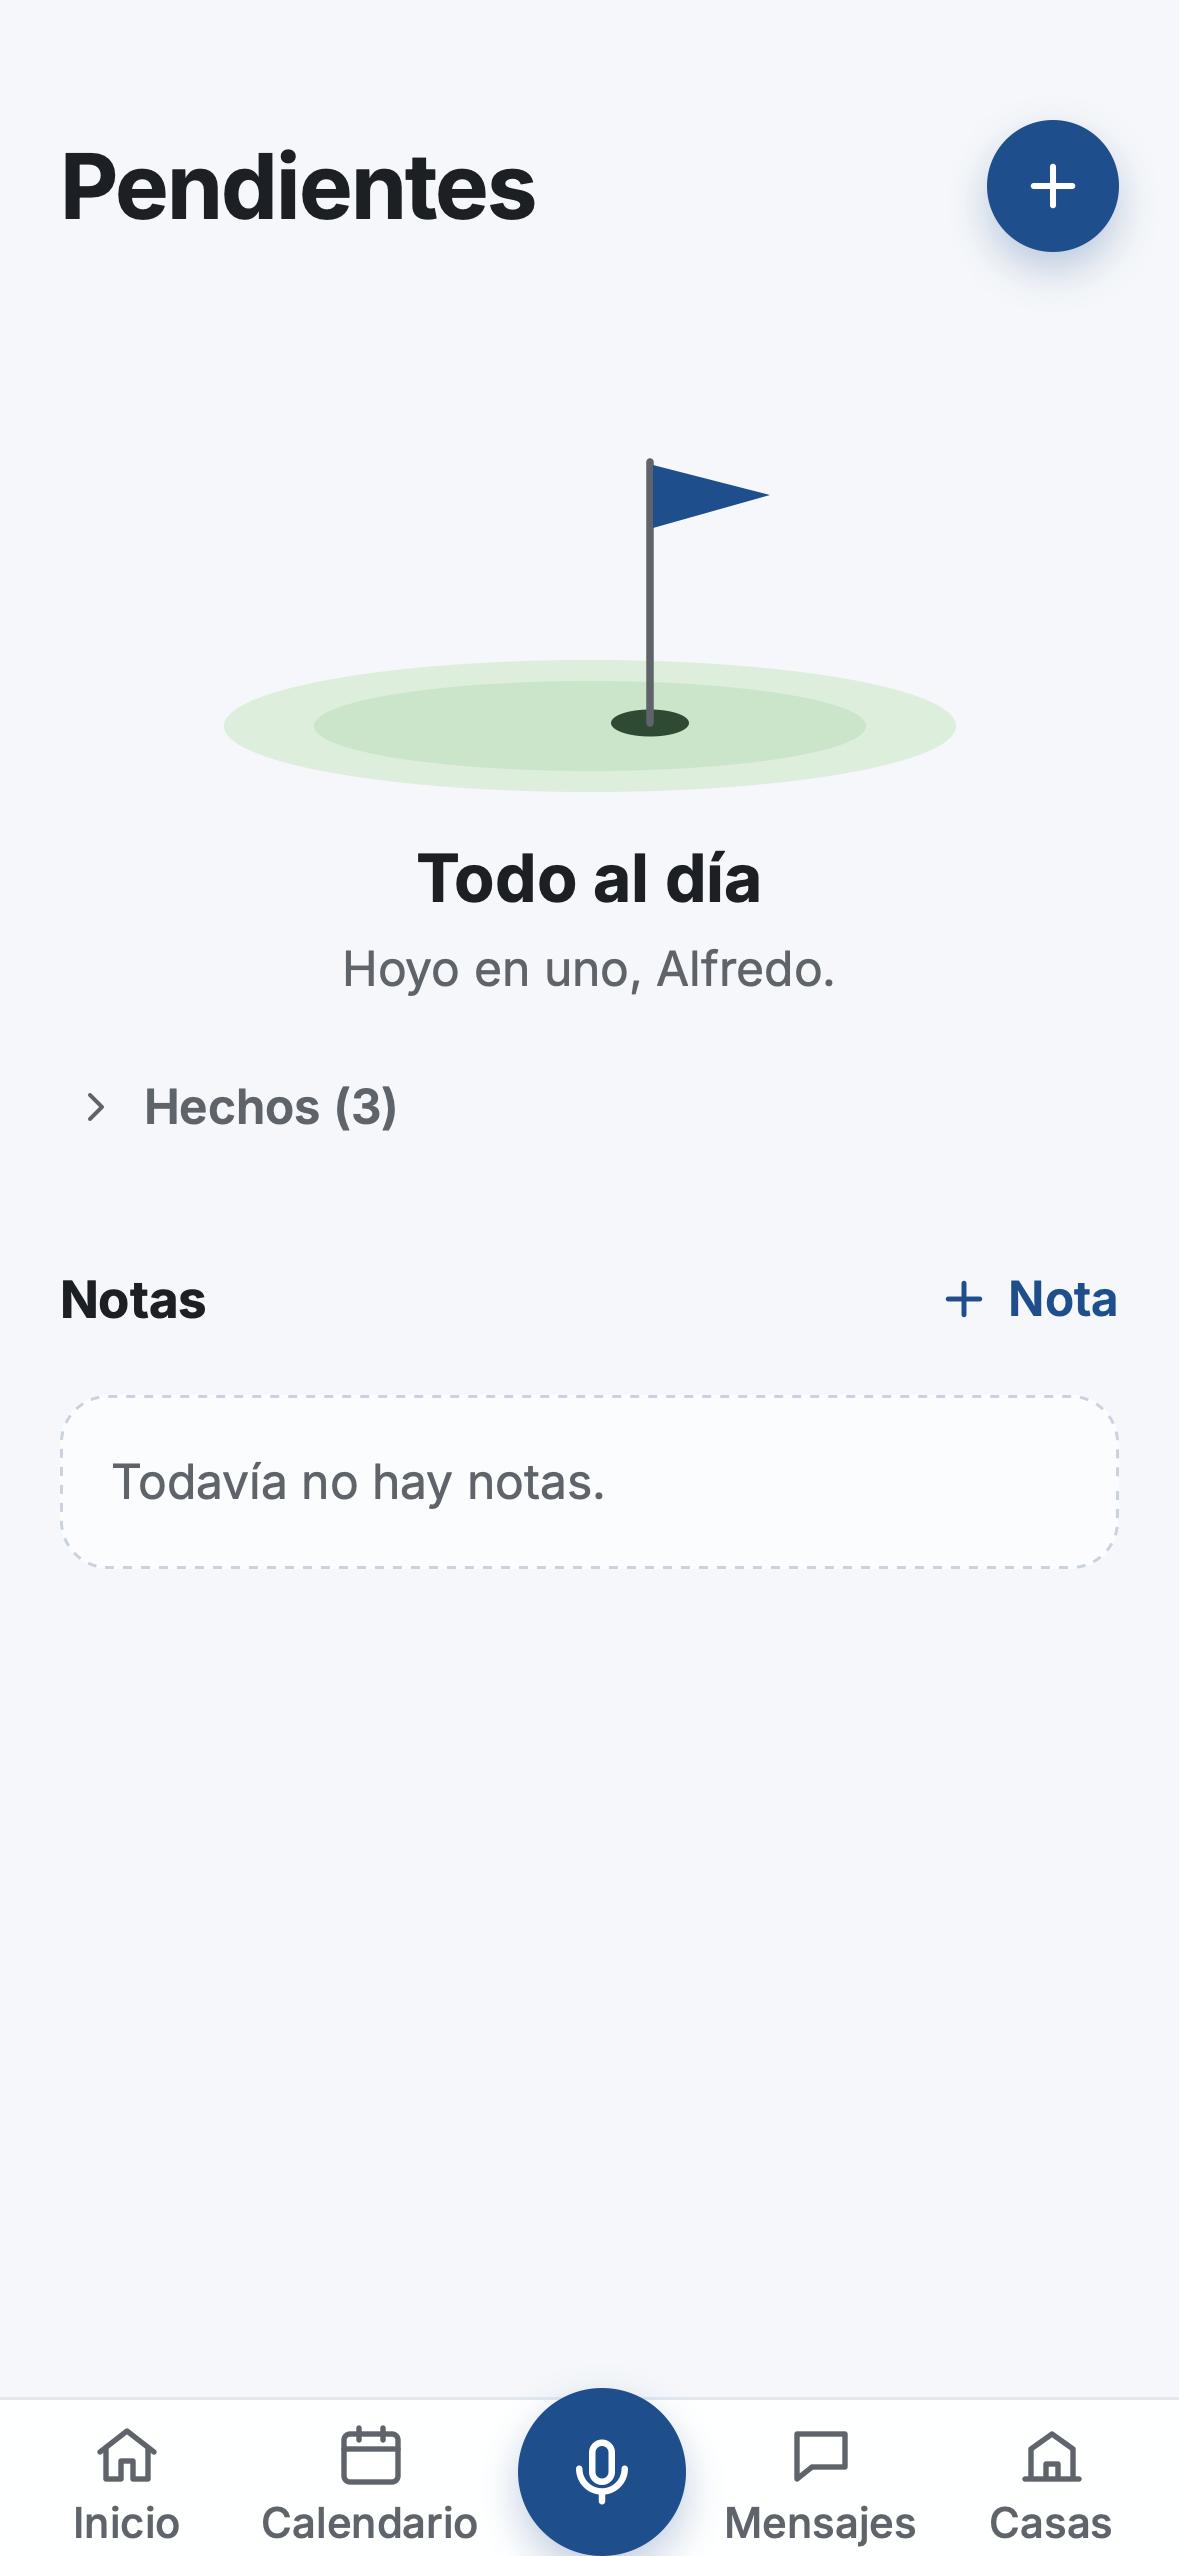 Pendientes
Todo al día
Hoyo en uno, Alfredo.
Hechos (3)
Notas
Nota
Todavía no hay notas.
Inicio
Calendario
Mensajes
Casas